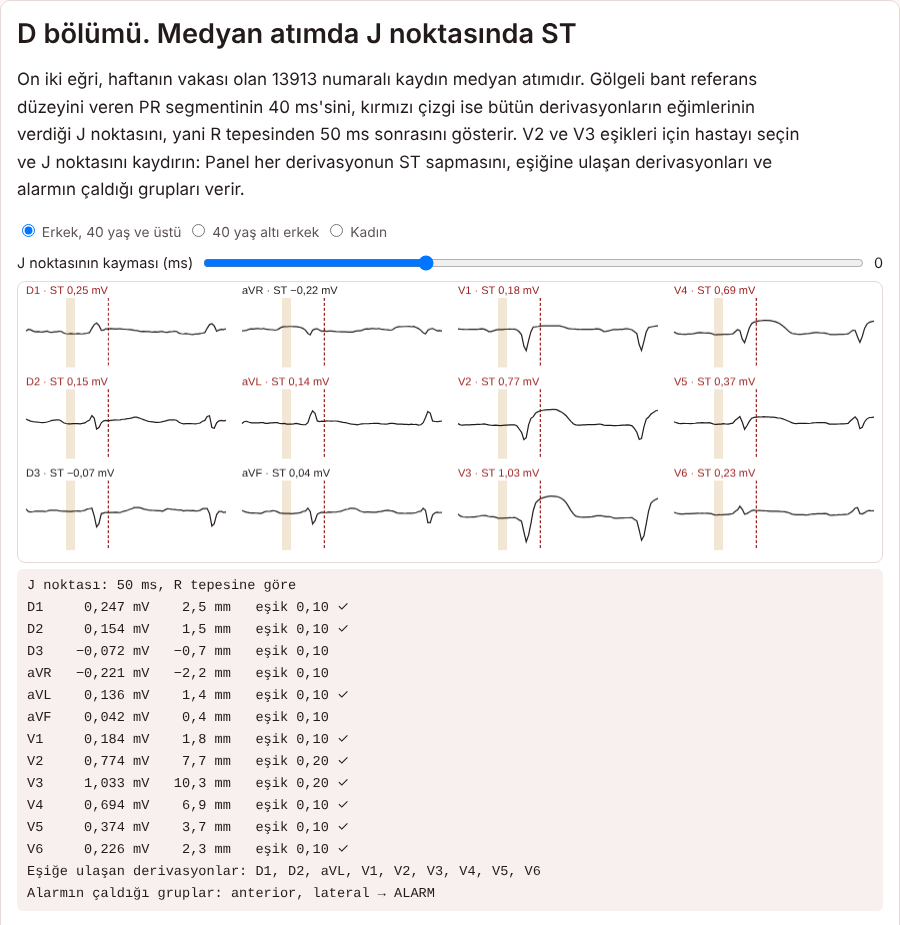 D bölümü. Medyan atımda J noktasında ST
On iki eğri, haftanın vakası olan 13913 numaralı kaydın medyan atımıdır. Gölgeli bant referans
düzeyini veren PR segmentinin 40 ms'sini, kırmızı çizgi ise bütün derivasyonların eğimlerinin
verdiği J noktasını, yani R tepesinden 50 ms sonrasını gösterir. V2 ve V3 eşikleri için hastayı seçin
ve J noktasını kaydırın: Panel her derivasyonun ST sapmasını, eşiğine ulaşan derivasyonları ve
alarmın çaldığı grupları verir.
Erkek, 40 yaş ve üstü 40 yaş altı erkek Kadın
J noktasının kayması (ms) 0
D1 · ST 0,25 mV aVR · ST −0,22 mV V1 · ST 0,18 mV V4 · ST 0,69 mV
D2 · ST 0,15 mV aVL · ST 0,14 mV V2 · ST 0,77 mV V5 · ST 0,37 mV
D3 · ST −0,07 mV aVF · ST 0,04 mV V3 · ST 1,03 mV V6 · ST 0,23 mV
J noktası: 50 ms, R tepesine göre
D1 0,247 mV 2,5 mm eşik 0,10 ✓
D2 0,154 mV 1,5 mm eşik 0,10 ✓
D3 −0,072 mV −0,7 mm eşik 0,10
aVR −0,221 mV −2,2 mm eşik 0,10
aVL 0,136 mV 1,4 mm eşik 0,10 ✓
aVF 0,042 mV 0,4 mm eşik 0,10
V1 0,184 mV 1,8 mm eşik 0,10 ✓
V2 0,774 mV 7,7 mm eşik 0,20 ✓
V3 1,033 mV 10,3 mm eşik 0,20 ✓
V4 0,694 mV 6,9 mm eşik 0,10 ✓
V5 0,374 mV 3,7 mm eşik 0,10 ✓
V6 0,226 mV 2,3 mm eşik 0,10 ✓
Eşiğe ulaşan derivasyonlar: D1, D2, aVL, V1, V2, V3, V4, V5, V6
Alarmın çaldığı gruplar: anterior, lateral → ALARM